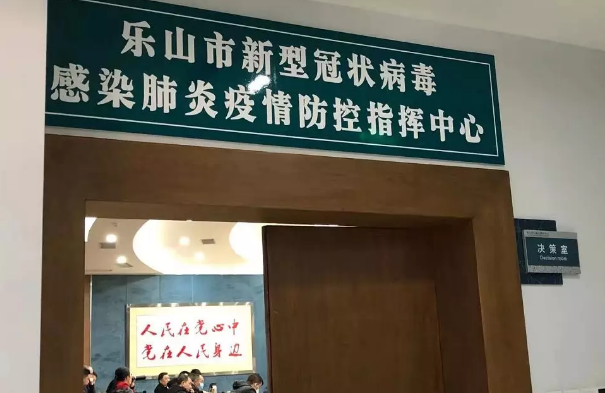 乐山市新型冠状病毒
感染肺炎疫情防控指挥中心
决策室
人民在党心中
党在人民身边